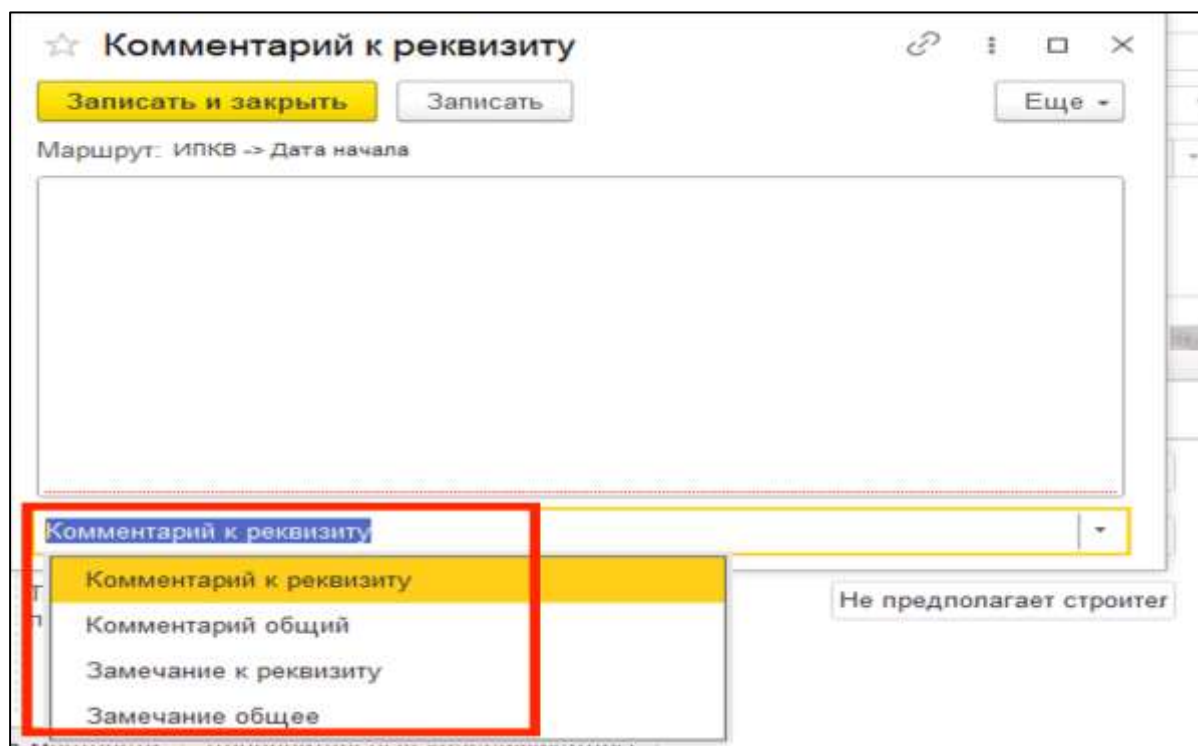 Комментарий к реквизиту
Записать и закрыть
Записать
Еще
Маршрут: ИПКВ -> Дата начала
Комментарий к реквизиту
Комментарий к реквизиту
Комментарий общий
Не предполагает строител
Замечание к реквизиту
Замечание общее